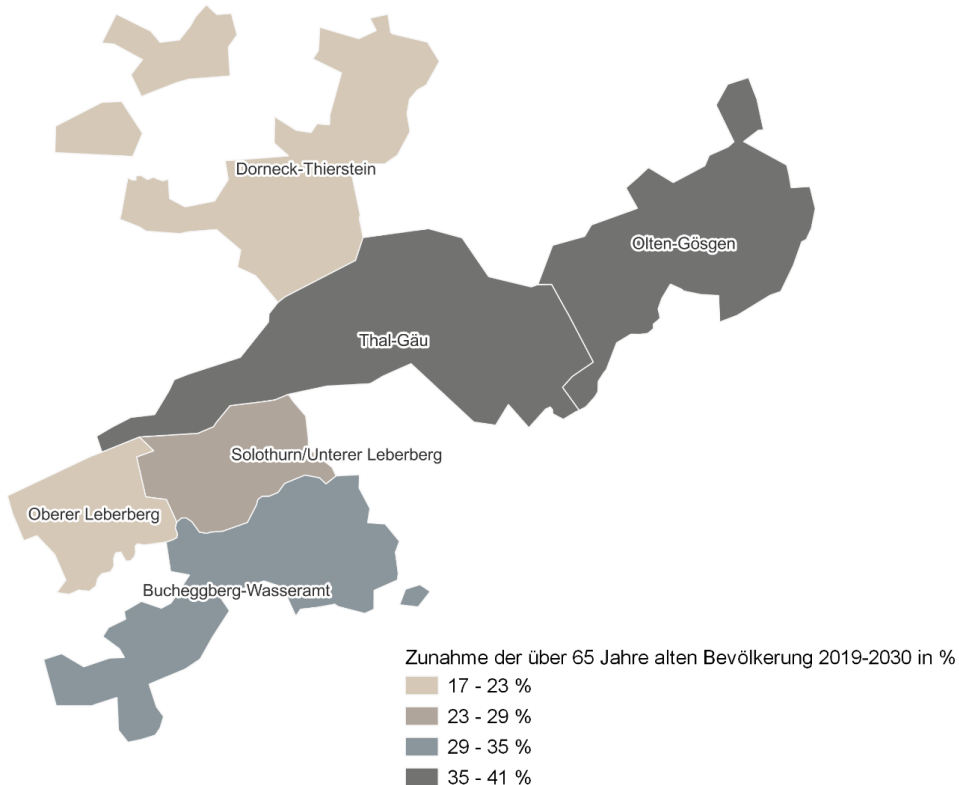 Dorneck-Thierstein
Olten-Gösgen
Thal-Gäu
Solothurn/Unterer Leberberg
Oberer Leberberg
Bucheggberg-Wasseramt
Zunahme der über 65 Jahre alten Bevölkerung 2019-2030 in %
17 - 23 %
23 - 29 %
29 - 35 %
35 - 41 %